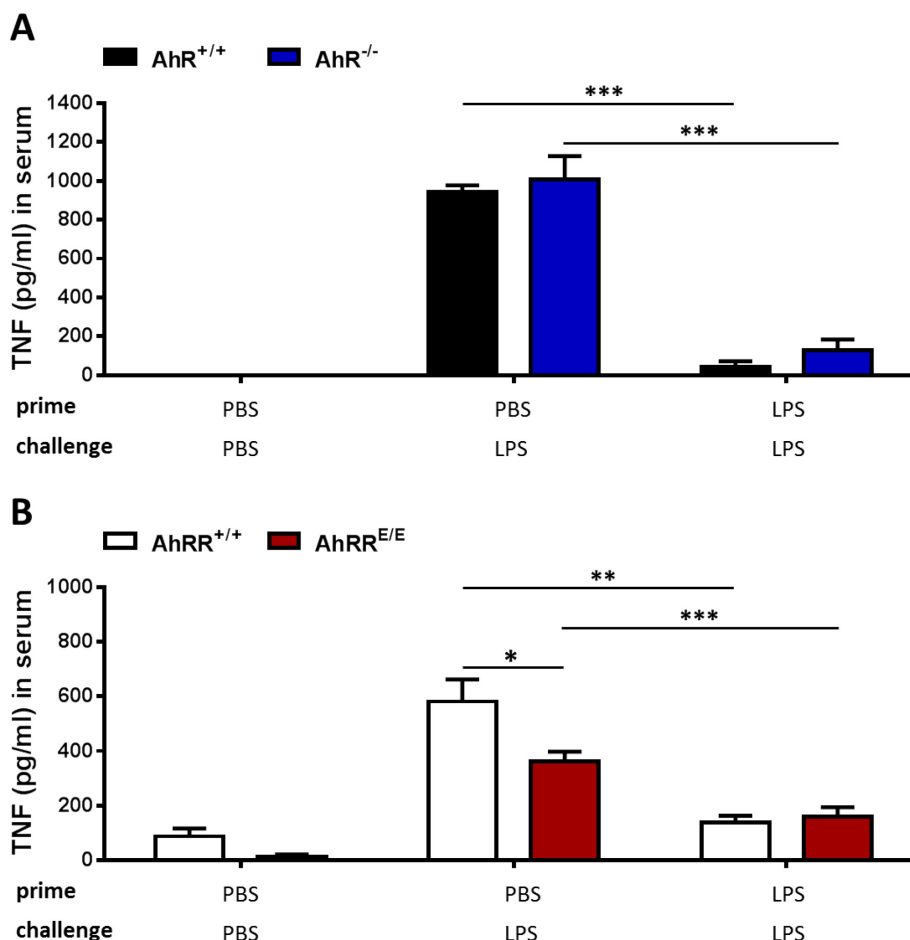 A
AhR+/+ AhR-/-
***
***
TNF (pg/ml) in serum
1400
1200
1000
800
600
400
200
0
prime PBS PBS LPS
challenge PBS LPS LPS
B
AhRR+/+ AhRRE/E
**
***
*
TNF (pg/ml) in serum
1000
800
600
400
200
0
prime PBS PBS LPS
challenge PBS LPS LPS